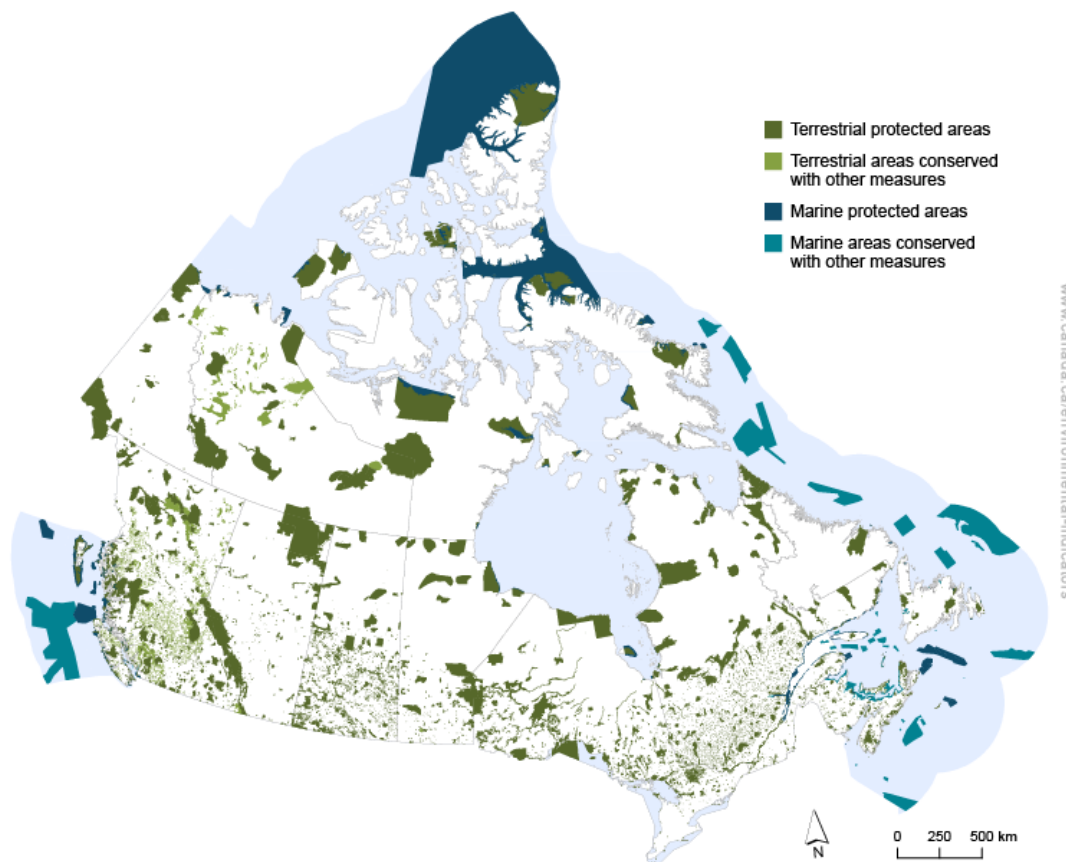 Terrestrial protected areas
Terrestrial areas conserved
with other measures
Marine protected areas
Marine areas conserved
with other measures
www.canada.ca/environmental-indicators
N
0 250 500 km